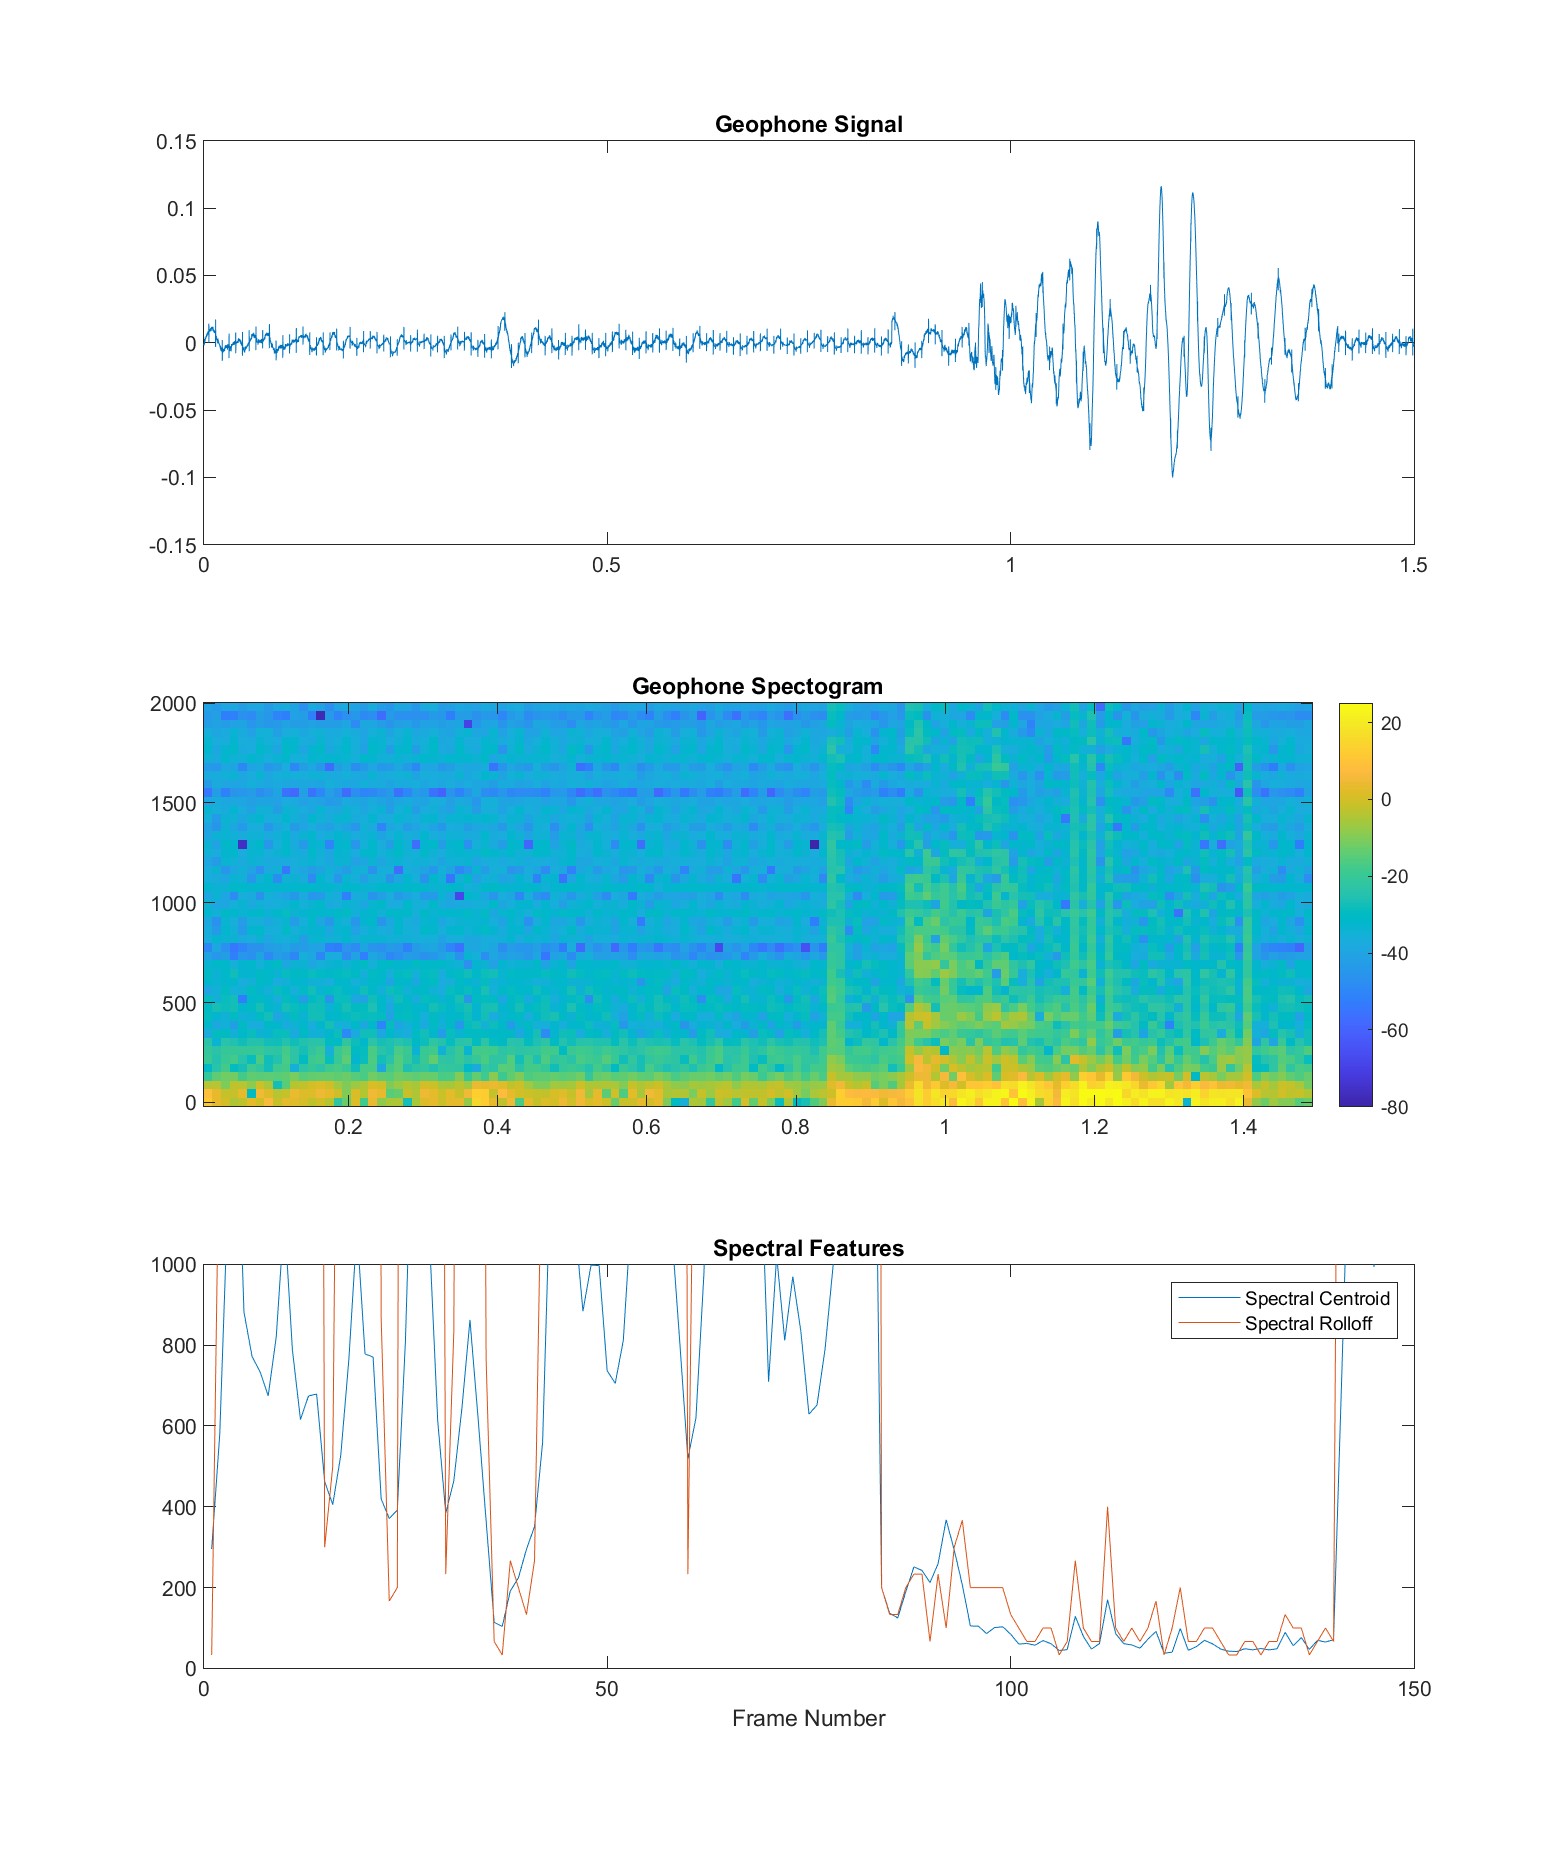 Geophone Signal
0.15
0.1
0.05
0
-0.05
-0.1
-0.15
0 0.5 1 1.5
Geophone Spectogram
2000
1500
1000
500
0
20
0
-20
-40
-60
-80
0.2 0.4 0.6 0.8 1 1.2 1.4
Spectral Features
1000
800
600
400
200
0
Spectral Centroid
Spectral Rolloff
0 50 100 150
Frame Number